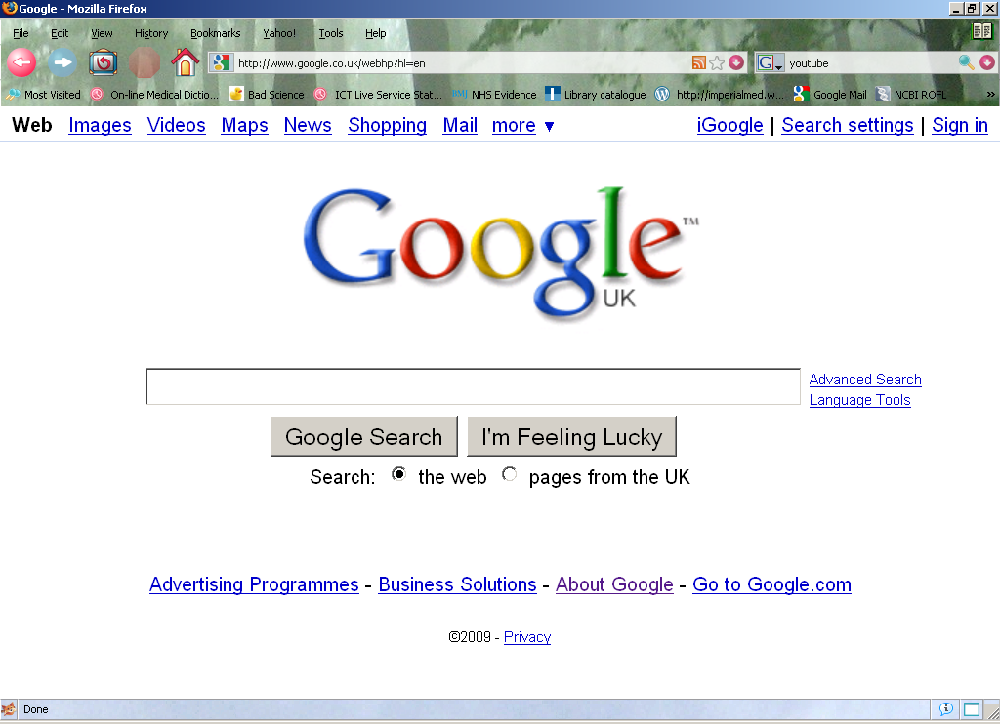 Google - Mozilla Firefox
File Edit View History Bookmarks Yahoo! Tools Help
http://www.google.co.uk/webhp?hl=en youtube
Most Visited On-line Medical Dictio... Bad Science ICT Live Service Stat... NHS Evidence Library catalogue http://imperialmed.w... Google Mail NCBI ROFL »
Web Images Videos Maps News Shopping Mail more ▼ iGoogle | Search settings | Sign in
Google™
UK
Advanced Search
Language Tools
Google Search I'm Feeling Lucky
Search: the web pages from the UK
Advertising Programmes - Business Solutions - About Google - Go to Google.com
©2009 - Privacy
Done